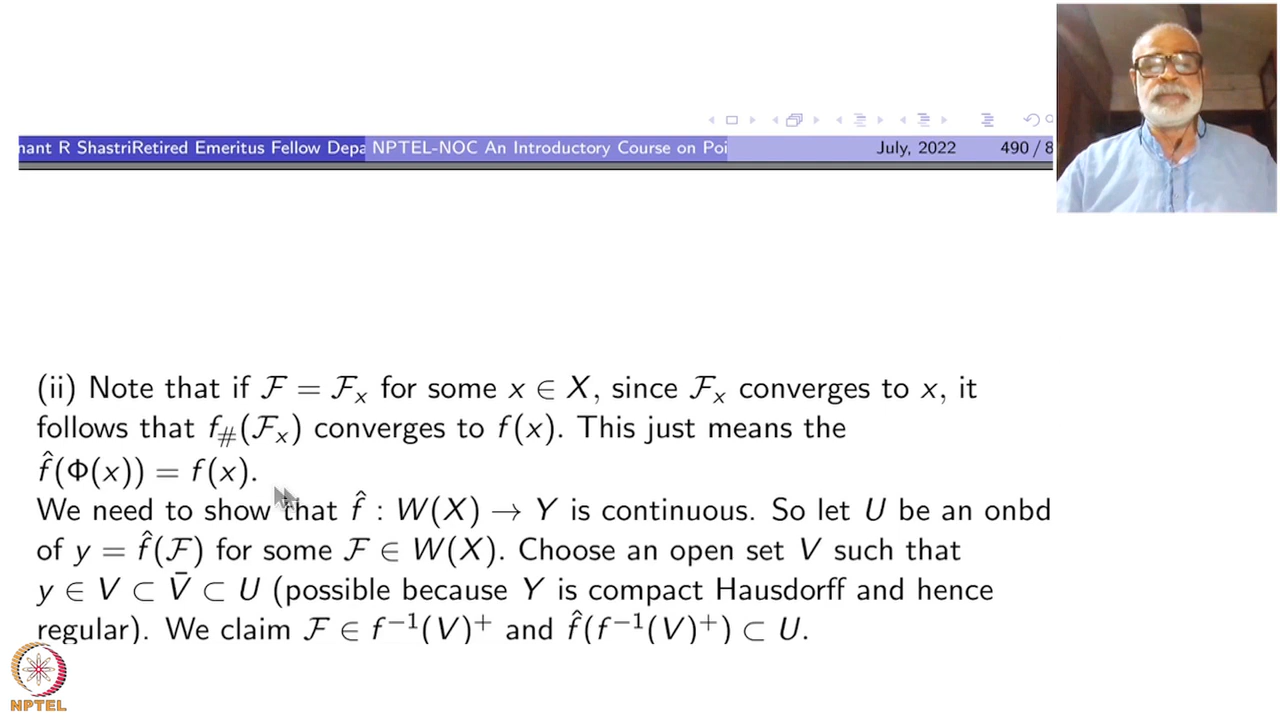 nant R ShastriRetired Emeritus Fellow Depa NPTEL-NOC An Introductory Course on Poi July, 2022 490 / 8
(ii) Note that if ℱ = ℱₓ for some x ∈ X, since ℱₓ converges to x, it
follows that f_#(ℱₓ) converges to f(x). This just means the
f̂(Φ(x)) = f(x).
We need to show that f̂ : W(X) → Y is continuous. So let U be an onbd
of y = f̂(ℱ) for some ℱ ∈ W(X). Choose an open set V such that
y ∈ V ⊂ V̄ ⊂ U (possible because Y is compact Hausdorff and hence
regular). We claim ℱ ∈ f⁻¹(V)⁺ and f̂(f⁻¹(V)⁺) ⊂ U.
NPTEL